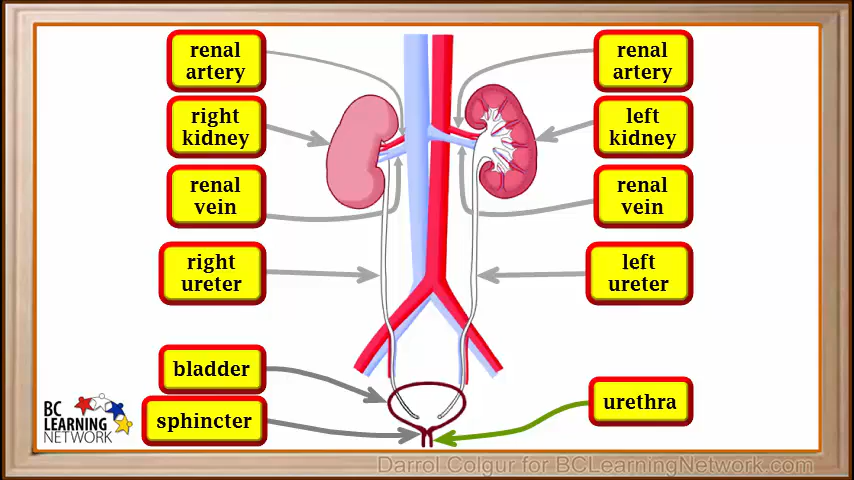 renal
artery
right
kidney
renal
vein
right
ureter
bladder
sphincter
renal
artery
left
kidney
renal
vein
left
ureter
urethra
BC
LEARNING
NETWORK
Darrol Colgur for BCLearningNetwork.com